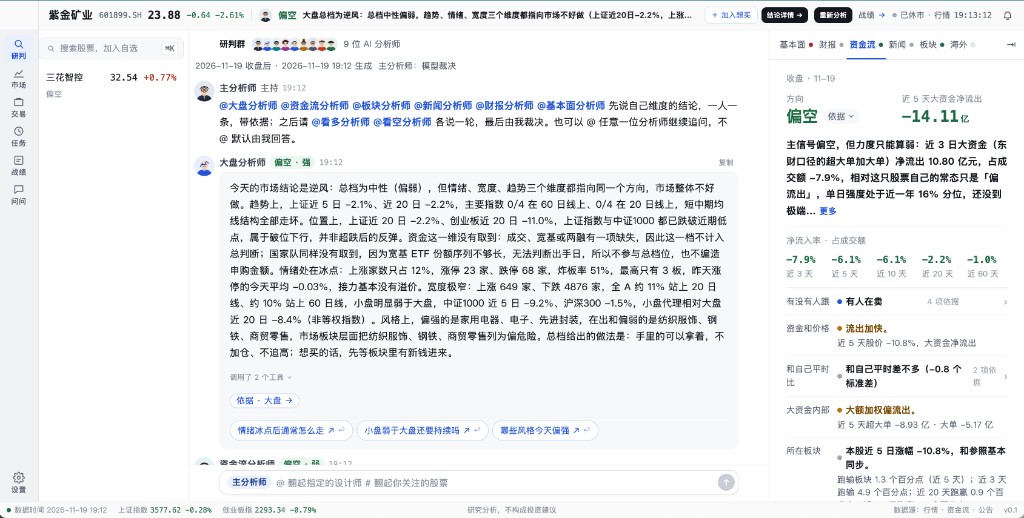 紫金矿业 601899.SH 23.88 -0.64 -2.61%
偏空 大盘总档为逆风：总档中性偏弱，趋势、情绪、宽度三个维度都指向市场不好做（上证近20日-2.2%，上涨...
+ 加入想买 结论详情 → 重新分析 战绩 → 已休市 · 行情 19:13:12
研判
市场
交易
任务
战绩
问问
设置
搜索股票，加入自选 ⌘K
三花智控 32.54 +0.77%
偏空
研判群 9 位 AI 分析师
2026-11-19 收盘后 · 2026-11-19 19:12 生成 主分析师：模型裁决
主分析师 主持 19:12
@大盘分析师 @资金流分析师 @板块分析师 @新闻分析师 @财报分析师 @基本面分析师 先说自己维度的结论，一人一
条，带依据；之后请 @看多分析师 @看空分析师 各说一轮，最后由我裁决。也可以 @ 任意一位分析师继续追问，不
@ 默认由我回答。
大盘分析师 偏空 · 强 19:12 复制
今天的市场结论是逆风：总档为中性（偏弱），但情绪、宽度、趋势三个维度都指向同一个方向，市场整体不好
做。趋势上，上证近 5 日 -2.1%、近 20 日 -2.2%，主要指数 0/4 在 60 日线上、0/4 在 20 日线上，短中期均
线结构全部走坏。位置上，上证近 20 日 -2.2%、创业板近 20 日 -11.0%，上证指数与中证1000 都已跌破近期低
点，属于破位下行，并非超跌后的反弹。资金这一维没有取到：成交、宽基或两融有一项缺失，因此这一档不计入
总判断；国家队同样没有取到，因为宽基 ETF 份额序列不够长，无法判断出手日，所以不参与总档位，也不编造
申购金额。情绪处在冰点：上涨家数只占 12%，涨停 23 家、跌停 68 家，炸板率 51%，最高只有 3 板，昨天涨
停的今天平均 -0.03%，接力基本没有溢价。宽度极窄：上涨 649 家、下跌 4876 家，全 A 约 11% 站上 20 日
线、约 10% 站上 60 日线，小盘明显弱于大盘，中证1000 近 5 日 -9.2%、沪深300 -1.5%，小盘代理相对大盘
近 20 日 -8.4%（非等权指数）。风格上，偏强的是家用电器、电子、先进封装，在出和偏弱的是纺织服饰、钢
铁、商贸零售，市场板块层面把纺织服饰、钢铁、商贸零售列为偏危险。总档给出的做法是：手里的可以拿着，不
加仓、不追高；想买的话，先等板块里有新钱进来。
调用了 2 个工具
依据 · 大盘 →
情绪冰点后通常怎么走 ↗ 小盘弱于大盘还要持续吗 ↗ 哪些风格今天偏强 ↗
资金流分析师 偏空 · 弱 19:12
主分析师 @ 翻起指定的设计师 # 翻起你关注的股票
基本面 财报 资金流 新闻 板块 海外
收盘 · 11-19
方向 近 5 天大资金净流出
偏空 依据 -14.11亿
主信号偏空，但力度只能算弱：近 3 日大资金（东
财口径的超大单加大单）净流出 10.80 亿元，占成
交额 -7.9%，相对这只股票自己的常态只是「偏
流出」，单日强度处于近一年 16% 分位，还没到
极端... 更多
净流入率 · 占成交额
-7.9% -6.1% -6.1% -2.2% -1.0%
近 3 天 近 5 天 近 10 天 近 20 天 近 60 天
有没有人跟 有人在卖 4 项依据
资金和价格 流出加快。
近 5 天股价 -10.8%，大资金净流出
和自己平时比 和自己平时差不多（-0.8 个标准差） 2 项依据
大资金内部 大额加权偏流出。
近 5 天超大单 -8.93 亿 · 大单 -5.17 亿
所在板块 本股近 5 日涨幅 -10.8%，和参照基本
同步。
跑输板块 1.3 个百分点（近 5 天）；近 3 天
跑输 4.9 个百分点；近 20 天跑赢 0.9 个百
数据时间 2026-11-19 19:12 上证指数 3577.62 -0.28% 创业板指 2293.34 -0.79% 研究分析，不构成投资建议 数据源：行情 · 资金流 · 公告 v0.1